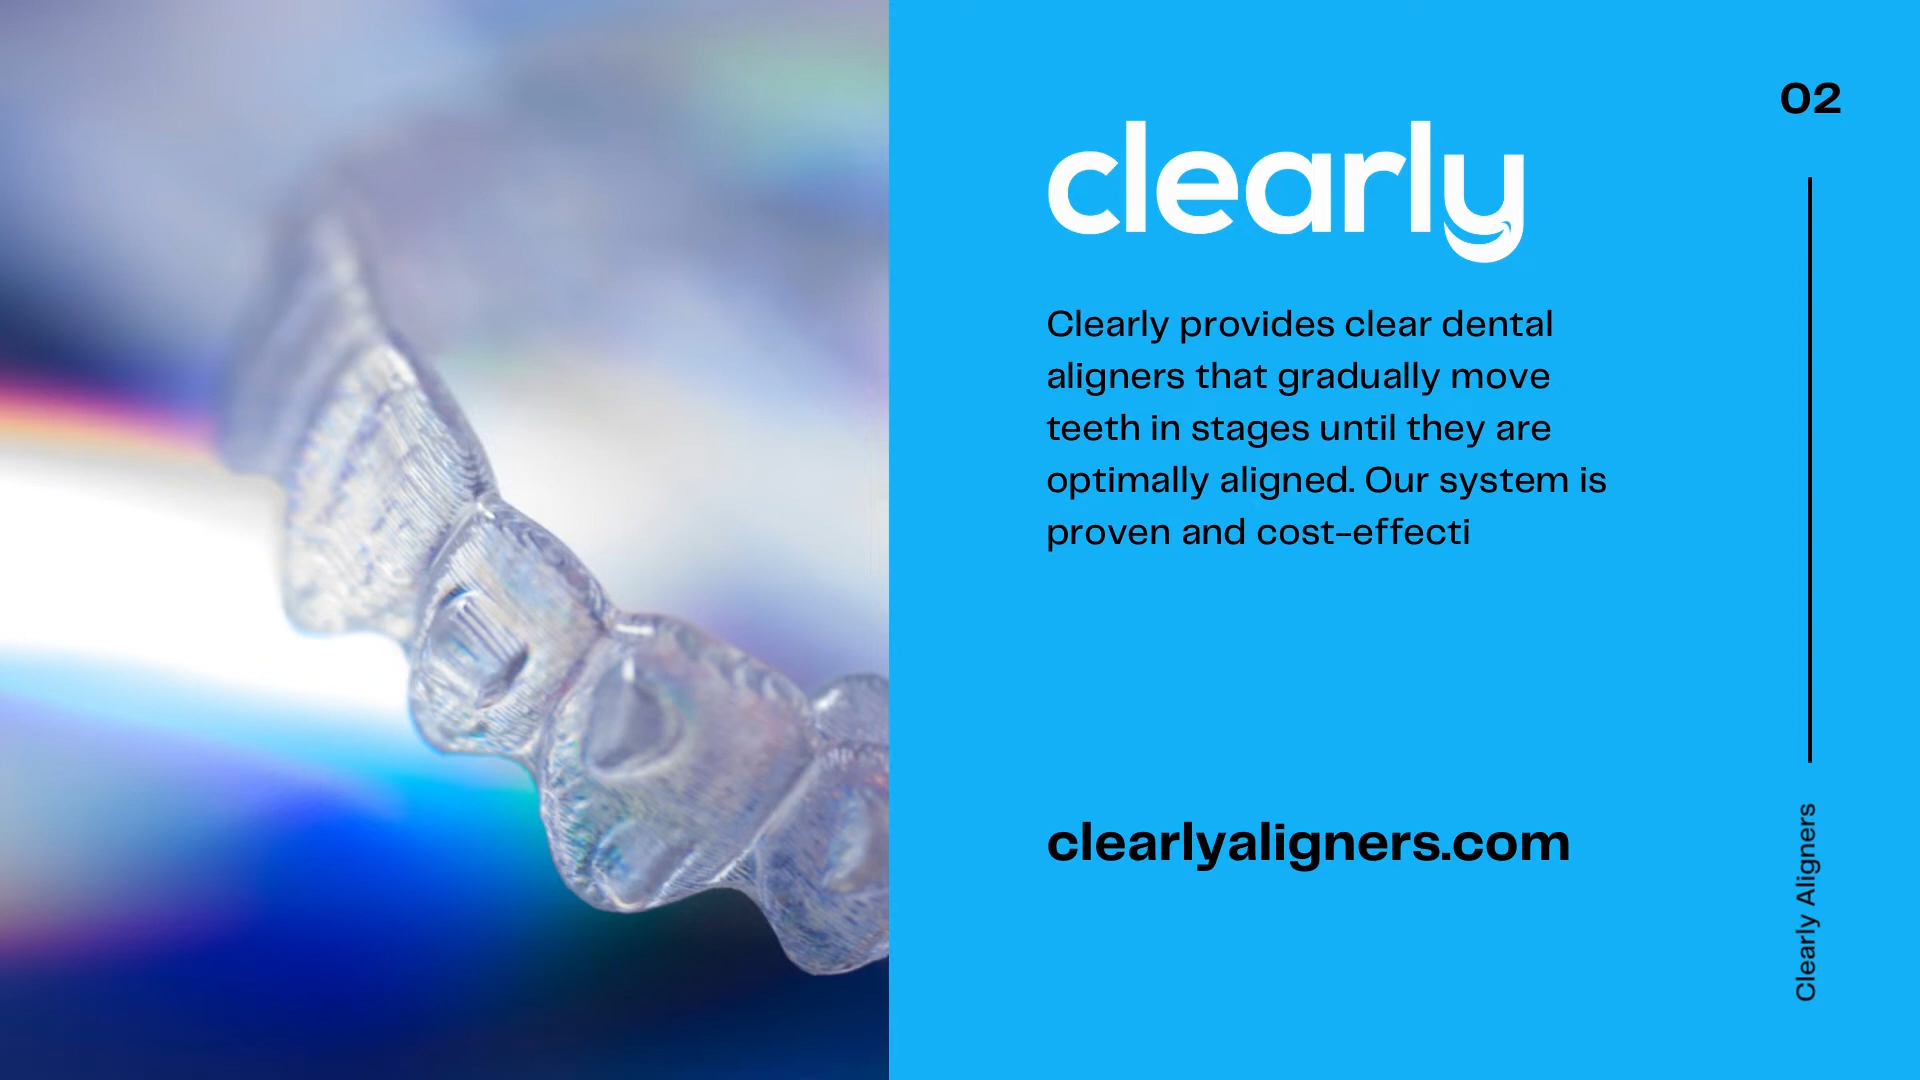 02
clearly
Clearly provides clear dental
aligners that gradually move
teeth in stages until they are
optimally aligned. Our system is
proven and cost-effecti
clearlyaligners.com
Clearly Aligners